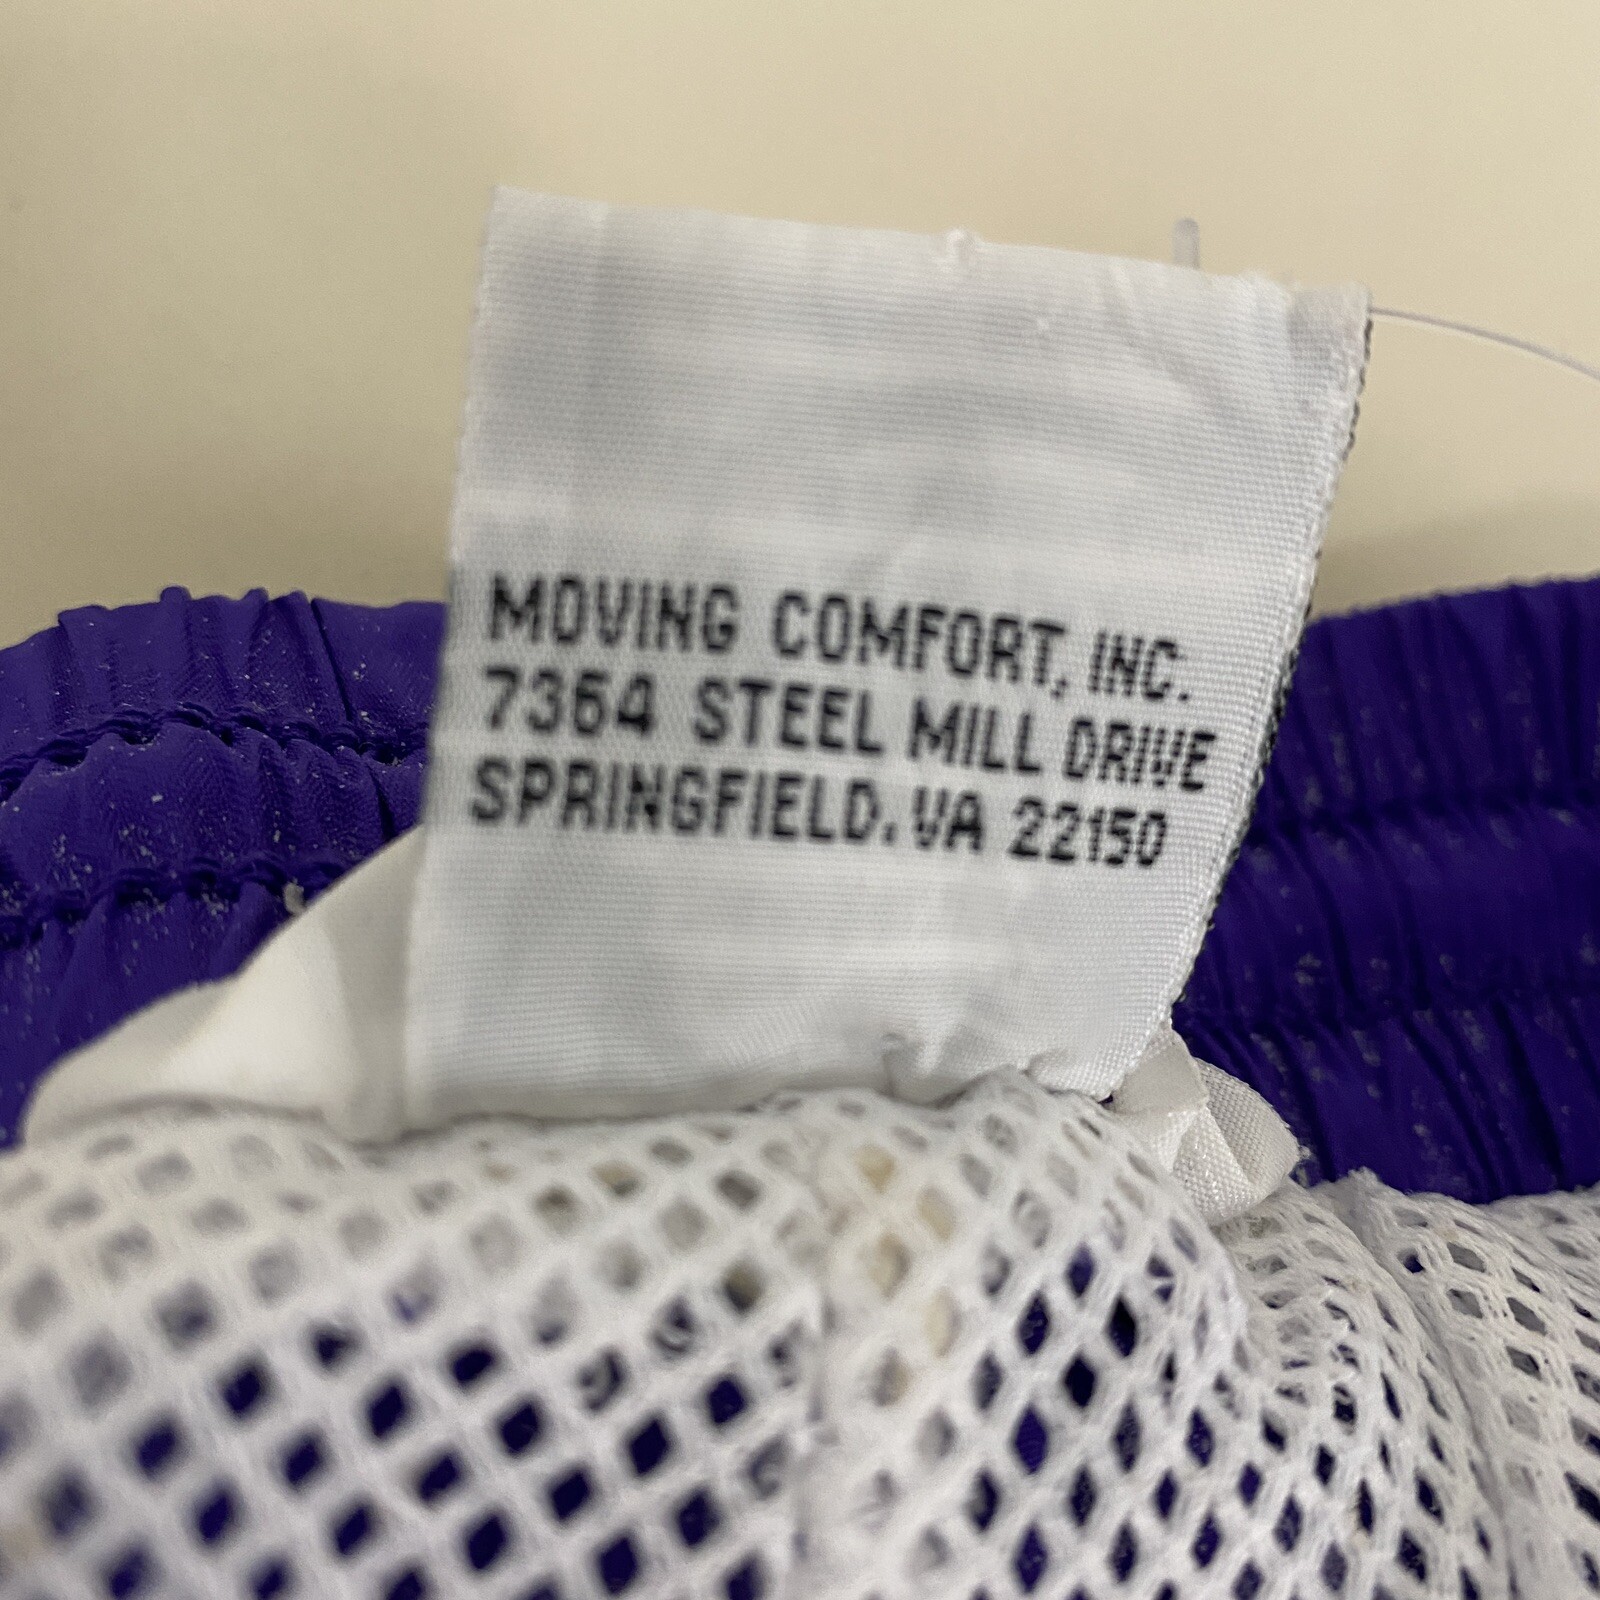 MOVING COMFORT, INC.
7364 STEEL MILL DRIVE
SPRINGFIELD, VA 22150